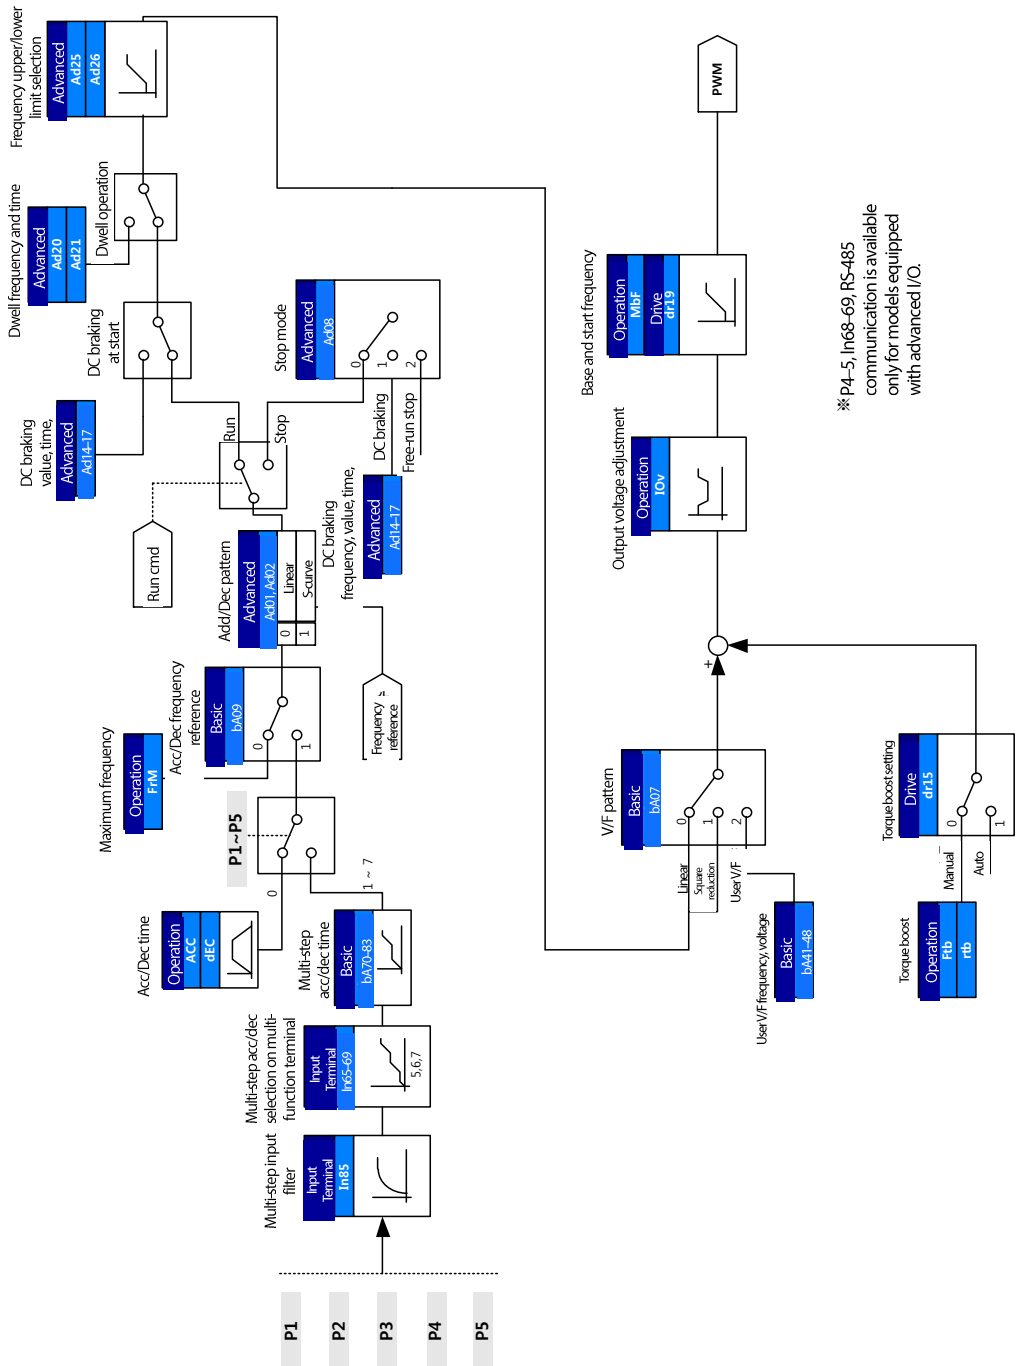 P1
P2
P3
P4
P5
Multi-step input
filter
Input
Terminal
In85
Multi-step acc/dec
selection on multi-
function terminal
Input
Terminal
In65-69
5,6,7
Acc/Dec time
Operation
ACC
dEC
Multi-step
acc/dec time
Basic
bA70-83
0
1 ~ 7
P1~P5
Maximum frequency
Operation
FrM
Acc/Dec frequency
reference
Basic
bA09
0
1
Frequency
reference
Add/Dec pattern
Advanced
Ad01, Ad02
0
Linear
1
S-curve
Run cmd
Run
Stop
DC braking
value, time,
Advanced
Ad14-17
DC braking
frequency, value, time,
Advanced
Ad14-17
DC braking
Free-run stop
Stop mode
Advanced
Ad08
0
1
2
DC braking
at start
Dwell frequency and time
Advanced
Ad20
Ad21
Dwell operation
Frequency upper/lower
limit selection
Advanced
Ad25
Ad26
V/F pattern
Basic
bA07
0
1
2
Linear
Square
reduction
User V/F
User V/F frequency, voltage
Basic
bA41-48
Torque boost
Operation
Ftb
rtb
Manual
Auto
Torque boost setting
Drive
dr15
0
1
+
Output voltage adjustment
Operation
IOv
Base and start frequency
Operation
MbF
Drive
dr19
PWM
※P4–5, In68-69, RS-485
communication is available
only for models equipped
with advanced I/O.